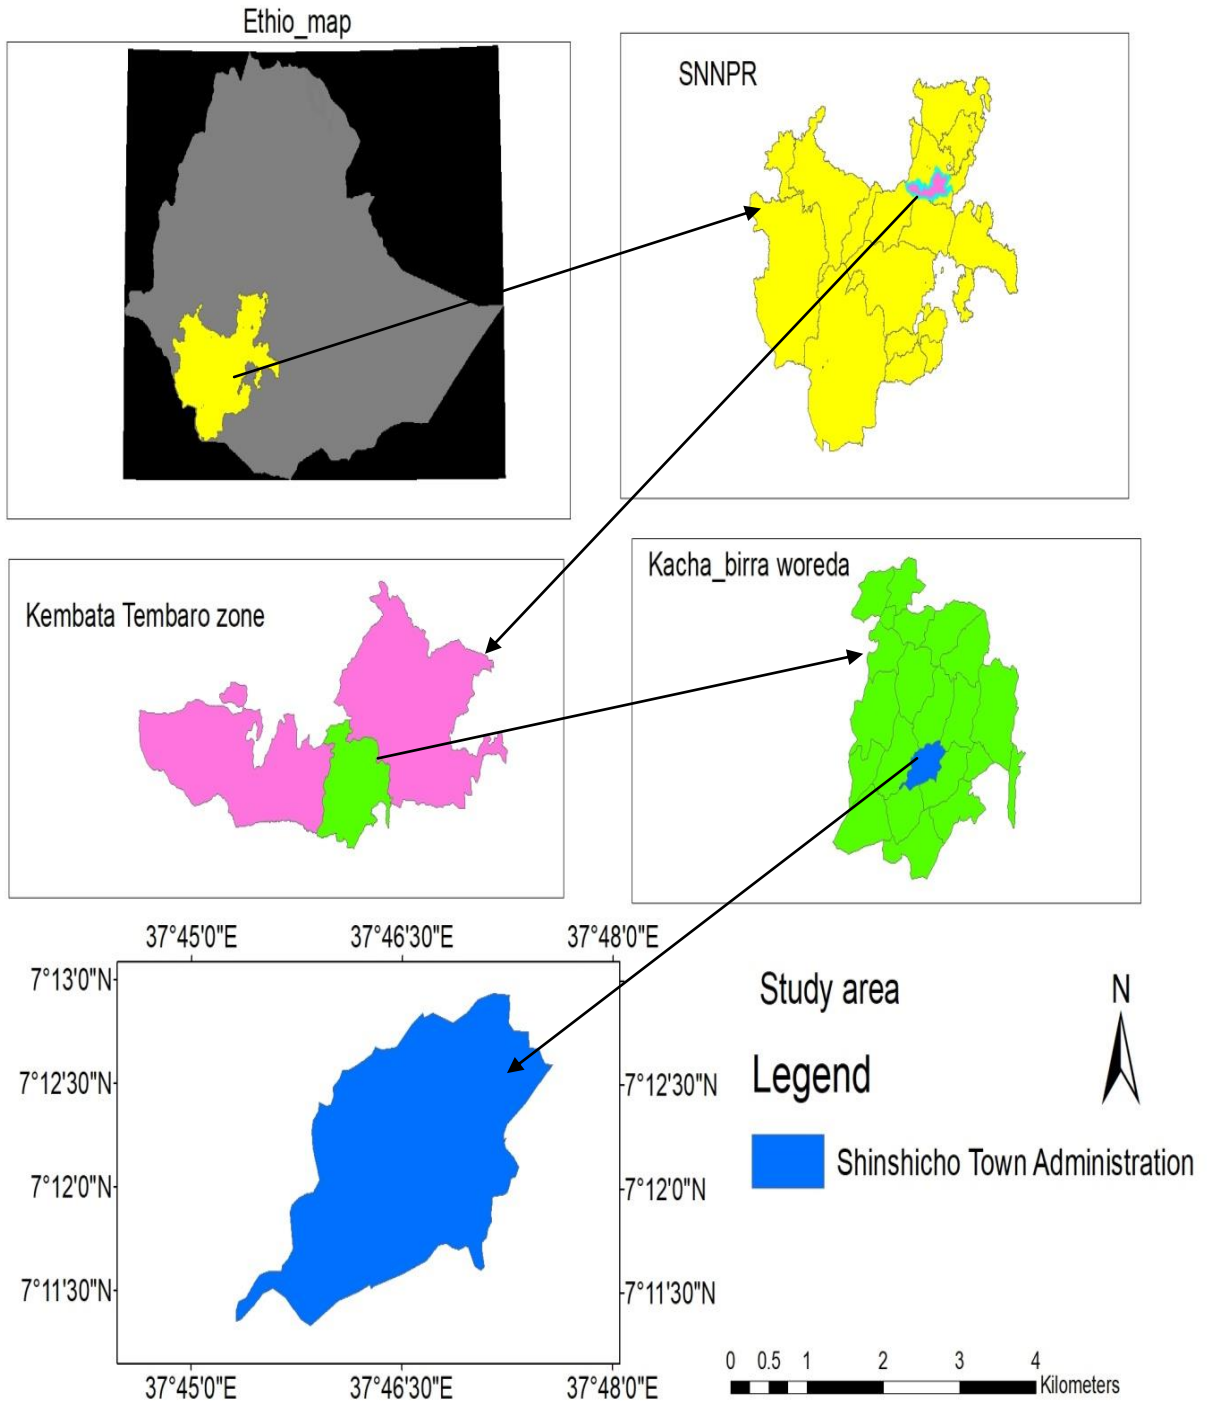 Ethio_map
SNNPR
Kembata Tembaro zone
Kacha_birra woreda
37°45'0"E 37°46'30"E 37°48'0"E
7°13'0"N
7°12'30"N
7°12'0"N
7°11'30"N
7°12'30"N
7°12'0"N
7°11'30"N
37°45'0"E 37°46'30"E 37°48'0"E
Study area
N
Legend
Shinshicho Town Administration
0 0.5 1 2 3 4
Kilometers